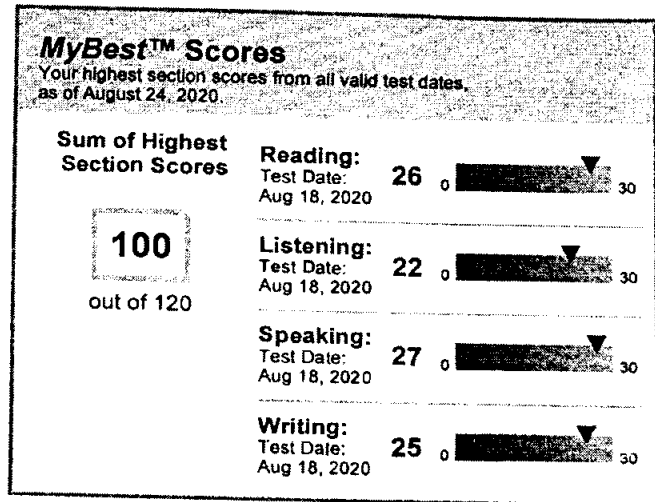 MyBest™ Scores
Your highest section scores from all valid test dates,
as of August 24, 2020.
Sum of Highest
Section Scores
100
out of 120
Reading:
Test Date:
Aug 18, 2020
26
0
30
Listening:
Test Date:
Aug 18, 2020
22
0
30
Speaking:
Test Date:
Aug 18, 2020
27
0
30
Writing:
Test Date:
Aug 18, 2020
25
0
30